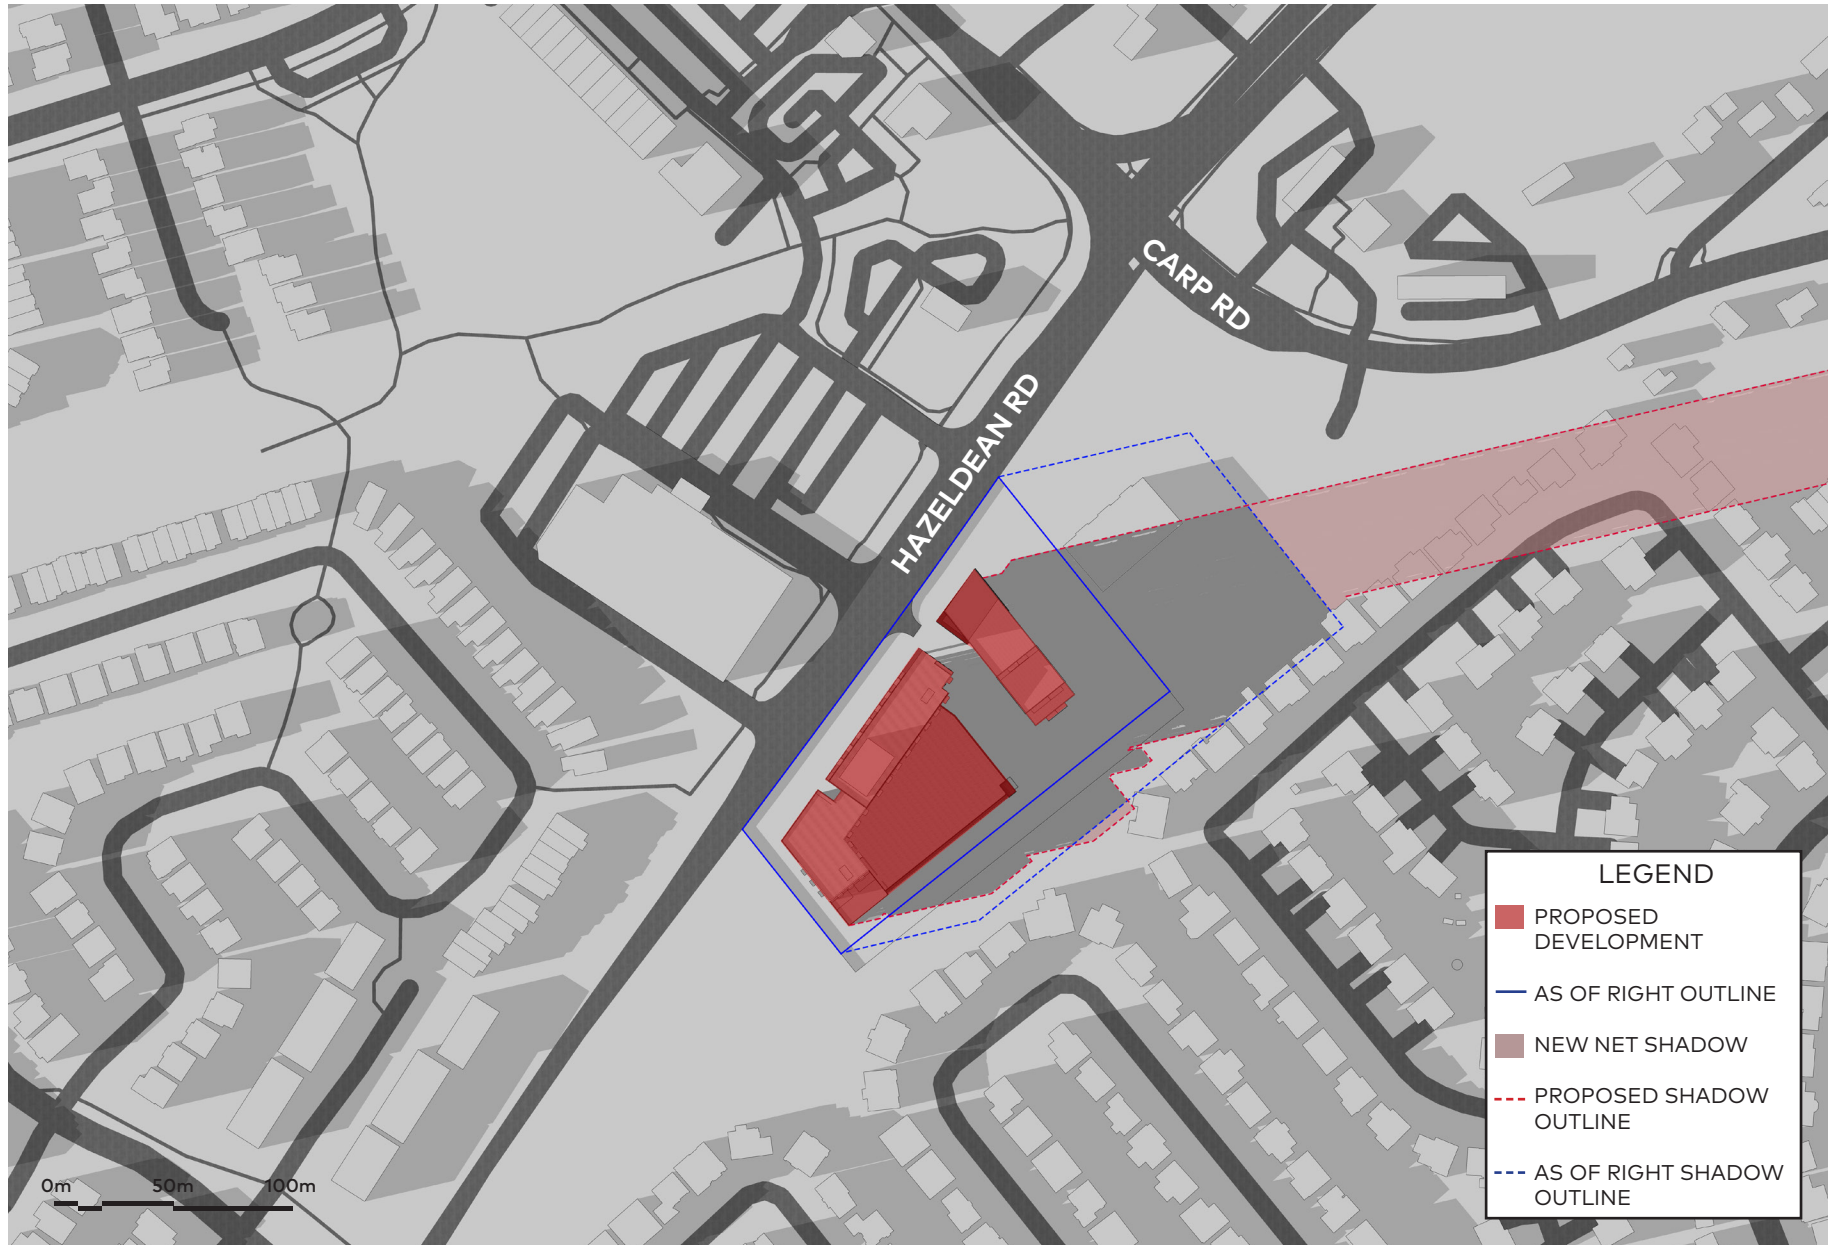 CARP RD
HAZELDEAN RD
LEGEND
PROPOSED
DEVELOPMENT
AS OF RIGHT OUTLINE
NEW NET SHADOW
PROPOSED SHADOW
OUTLINE
AS OF RIGHT SHADOW
OUTLINE
0m 50m 100m